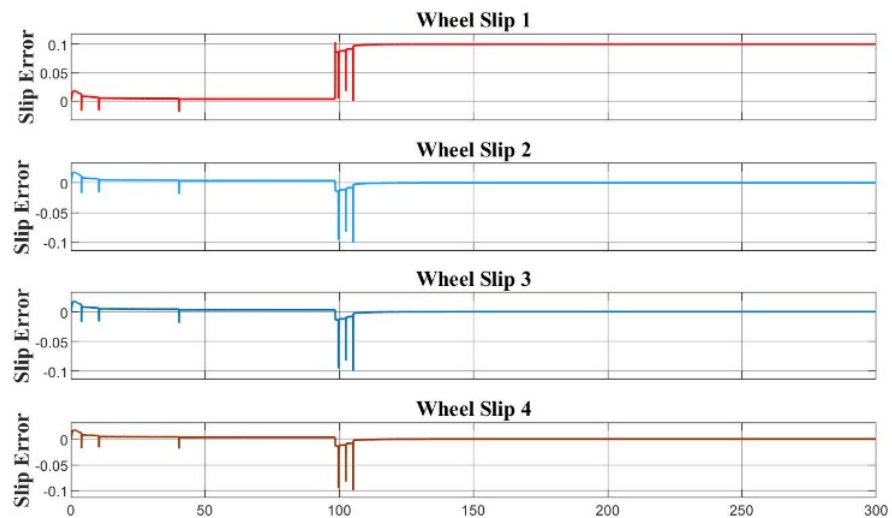 Wheel Slip 1
Slip Error
0.1
0.05
0
Wheel Slip 2
Slip Error
0
-0.05
-0.1
Wheel Slip 3
Slip Error
0
-0.05
-0.1
Wheel Slip 4
Slip Error
0
-0.05
-0.1
0 50 100 150 200 250 300